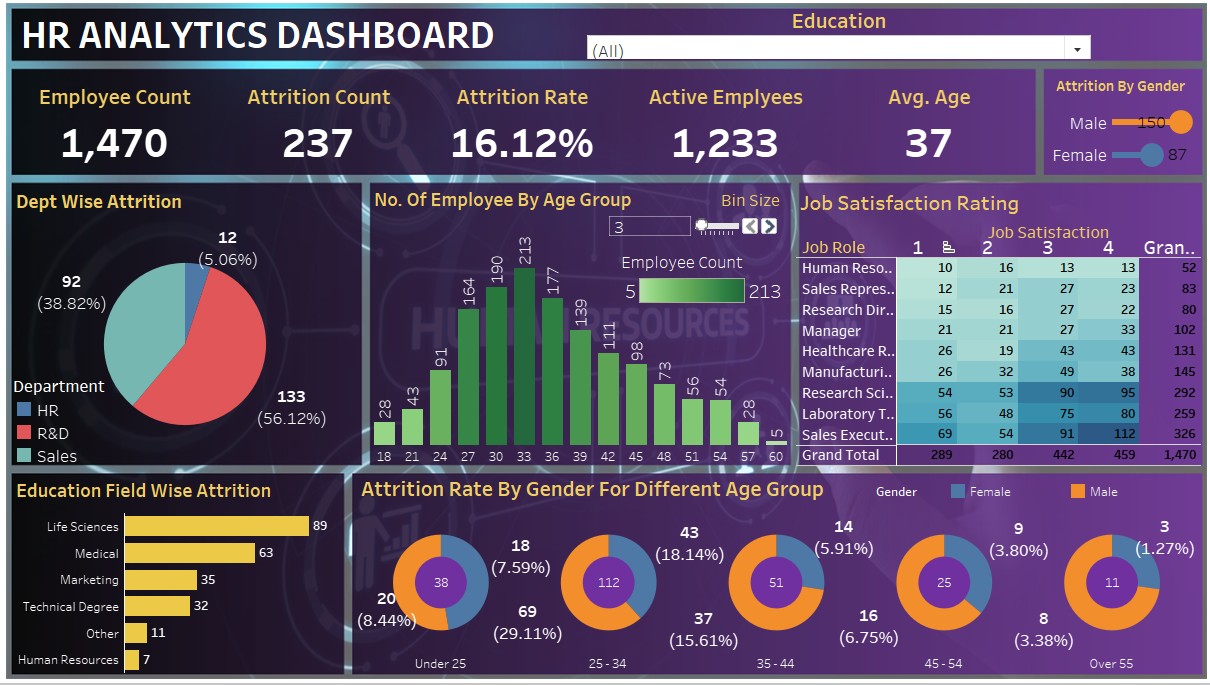 HR ANALYTICS DASHBOARD
Education
(All)
Employee Count
1,470
Attrition Count
237
Attrition Rate
16.12%
Active Emplyees
1,233
Avg. Age
37
Attrition By Gender
Male 150
Female 87
Dept Wise Attrition
12
(5.06%)
92
(38.82%)
133
(56.12%)
Department
HR
R&D
Sales
No. Of Employee By Age Group
Bin Size
3
Employee Count
5 213
28 43 91 164 190 213 177 139 111 98 73 56 54 28 5
18 21 24 27 30 33 36 39 42 45 48 51 54 57 60
HUMAN RESOURCES
Job Satisfaction Rating
Job Satisfaction
Job Role 1 2 3 4 Gran..
Human Reso.. 10 16 13 13 52
Sales Repres.. 12 21 27 23 83
Research Dir.. 15 16 27 22 80
Manager 21 21 27 33 102
Healthcare R.. 26 19 43 43 131
Manufacturi.. 26 32 49 38 145
Research Sci.. 54 53 90 95 292
Laboratory T.. 56 48 75 80 259
Sales Execut.. 69 54 91 112 326
Grand Total 289 280 442 459 1,470
Education Field Wise Attrition
Life Sciences 89
Medical 63
Marketing 35
Technical Degree 32
Other 11
Human Resources 7
Attrition Rate By Gender For Different Age Group
Gender Female Male
38
18
(7.59%)
20
(8.44%)
Under 25
112
43
(18.14%)
69
(29.11%)
25 - 34
51
14
(5.91%)
37
(15.61%)
35 - 44
25
9
(3.80%)
16
(6.75%)
45 - 54
11
3
(1.27%)
8
(3.38%)
Over 55